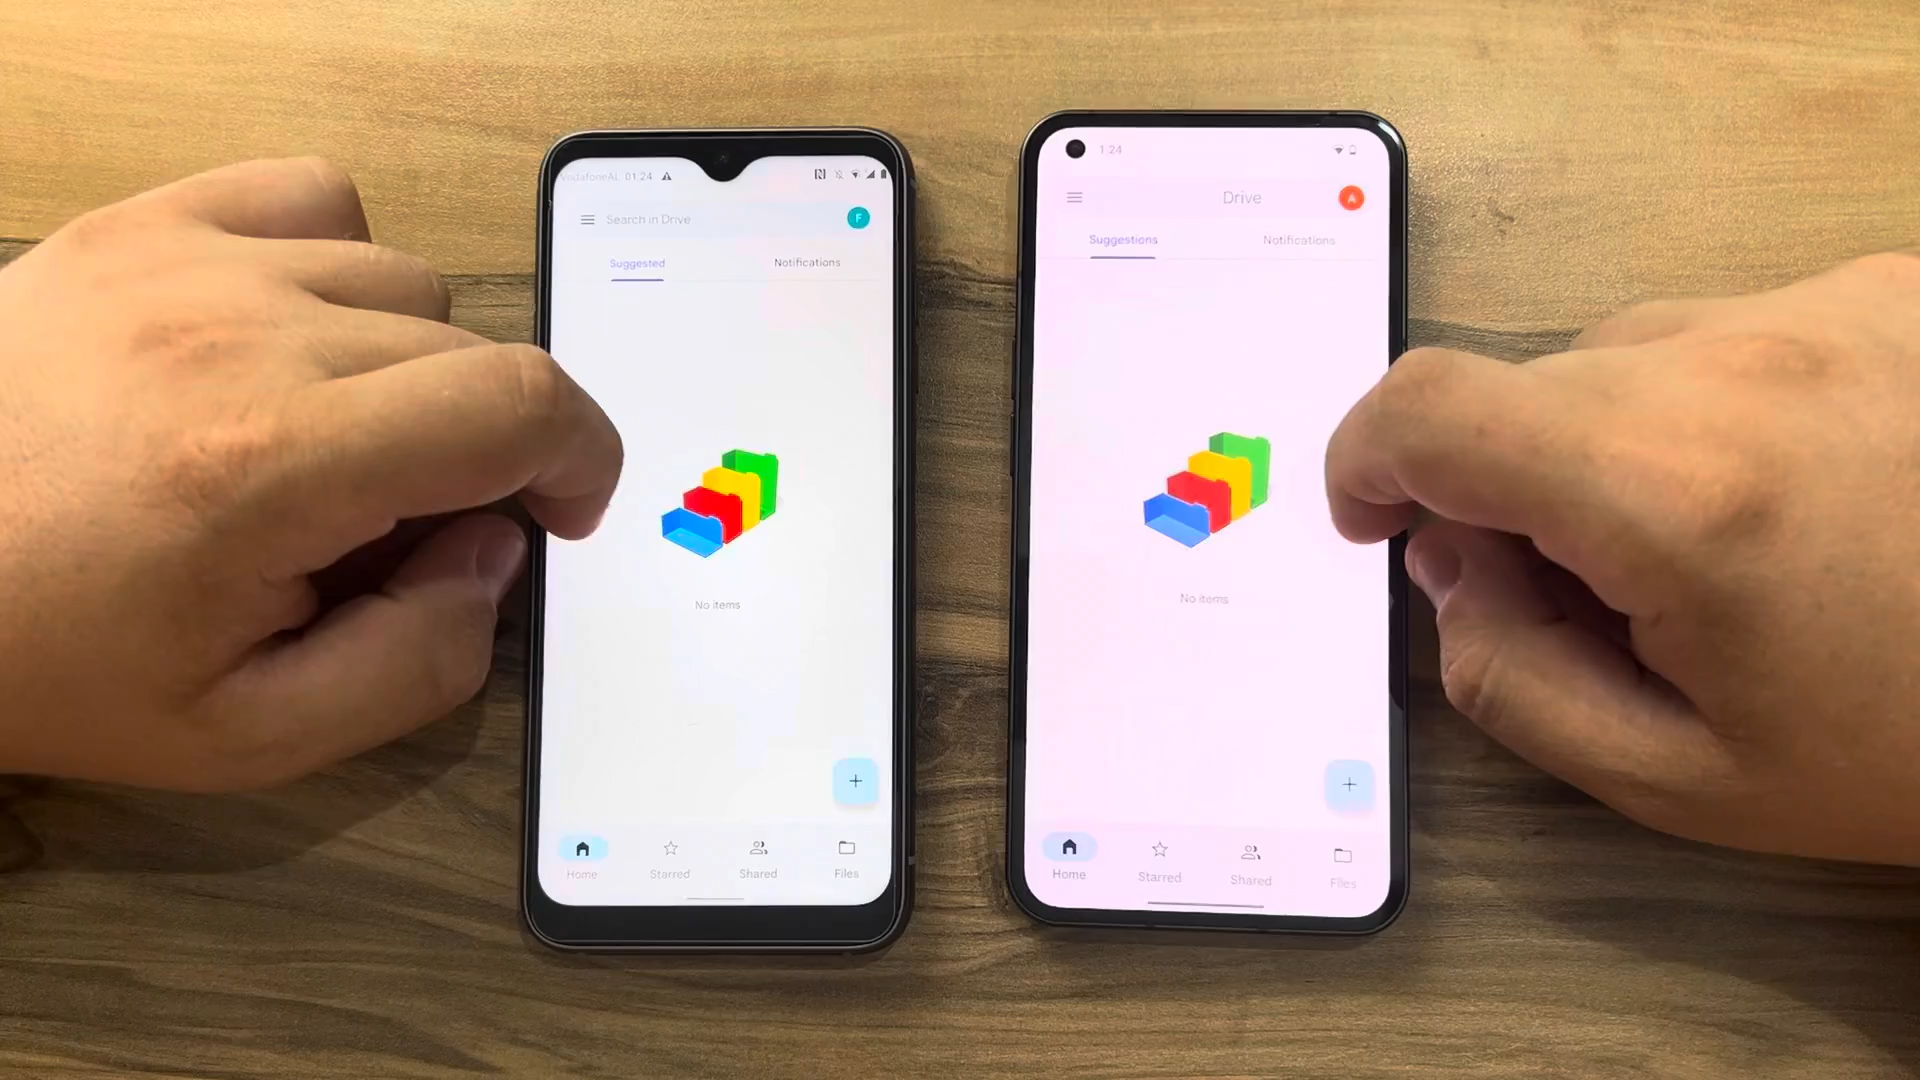 VodafoneAL 01:24
Search in Drive
F
Suggested
Notifications
No items
+
Home
Starred
Shared
Files
1:24
Drive
A
Suggestions
Notifications
No items
+
Home
Starred
Shared
Files